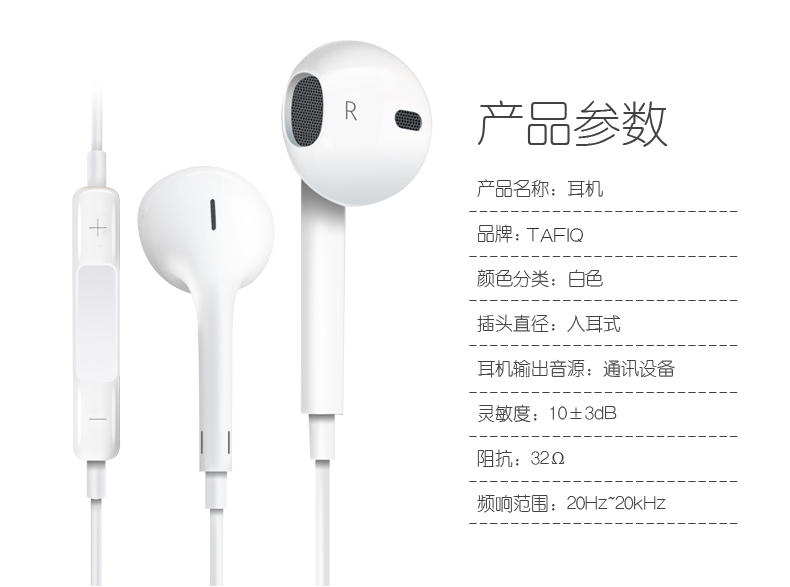 产品参数
产品名称：耳机
品牌：TAFIQ
颜色分类：白色
插头直径：入耳式
耳机输出音源：通讯设备
灵敏度：10±3dB
阻抗：32Ω
频响范围：20Hz~20kHz
R
+
—